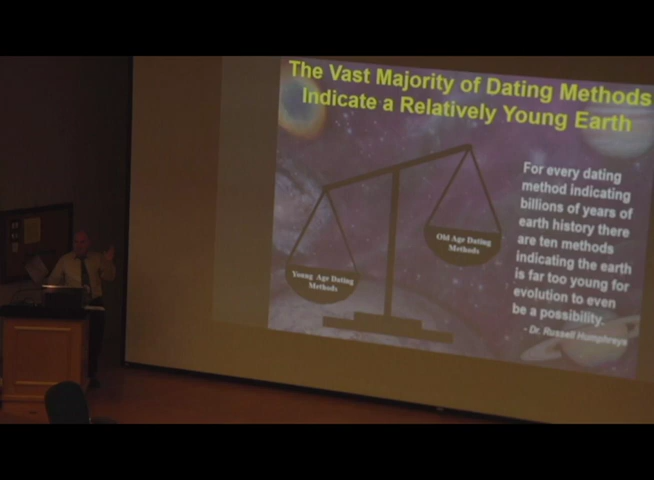 The Vast Majority of Dating Methods
Indicate a Relatively Young Earth
For every dating
method indicating
billions of years of
earth history there
are ten methods
indicating the earth
is far too young for
evolution to even
be a possibility.
- Dr. Russell Humphreys
Old Age Dating
Methods
Young Age Dating
Methods